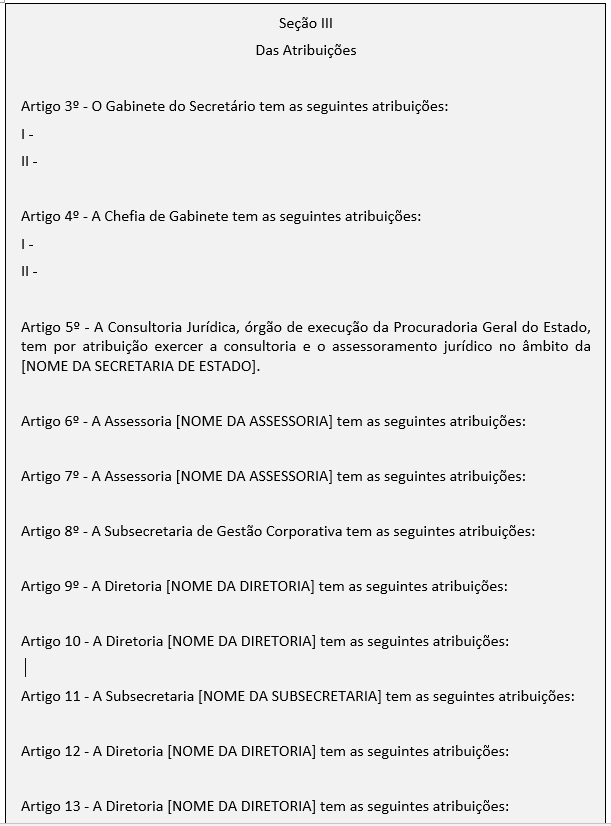 Seção III
Das Atribuições
Artigo 3º - O Gabinete do Secretário tem as seguintes atribuições:
I -
II -
Artigo 4º - A Chefia de Gabinete tem as seguintes atribuições:
I -
II -
Artigo 5º - A Consultoria Jurídica, órgão de execução da Procuradoria Geral do Estado,
tem por atribuição exercer a consultoria e o assessoramento jurídico no âmbito da
[NOME DA SECRETARIA DE ESTADO].
Artigo 6º - A Assessoria [NOME DA ASSESSORIA] tem as seguintes atribuições:
Artigo 7º - A Assessoria [NOME DA ASSESSORIA] tem as seguintes atribuições:
Artigo 8º - A Subsecretaria de Gestão Corporativa tem as seguintes atribuições:
Artigo 9º - A Diretoria [NOME DA DIRETORIA] tem as seguintes atribuições:
Artigo 10 - A Diretoria [NOME DA DIRETORIA] tem as seguintes atribuições:
Artigo 11 - A Subsecretaria [NOME DA SUBSECRETARIA] tem as seguintes atribuições:
Artigo 12 - A Diretoria [NOME DA DIRETORIA] tem as seguintes atribuições:
Artigo 13 - A Diretoria [NOME DA DIRETORIA] tem as seguintes atribuições: